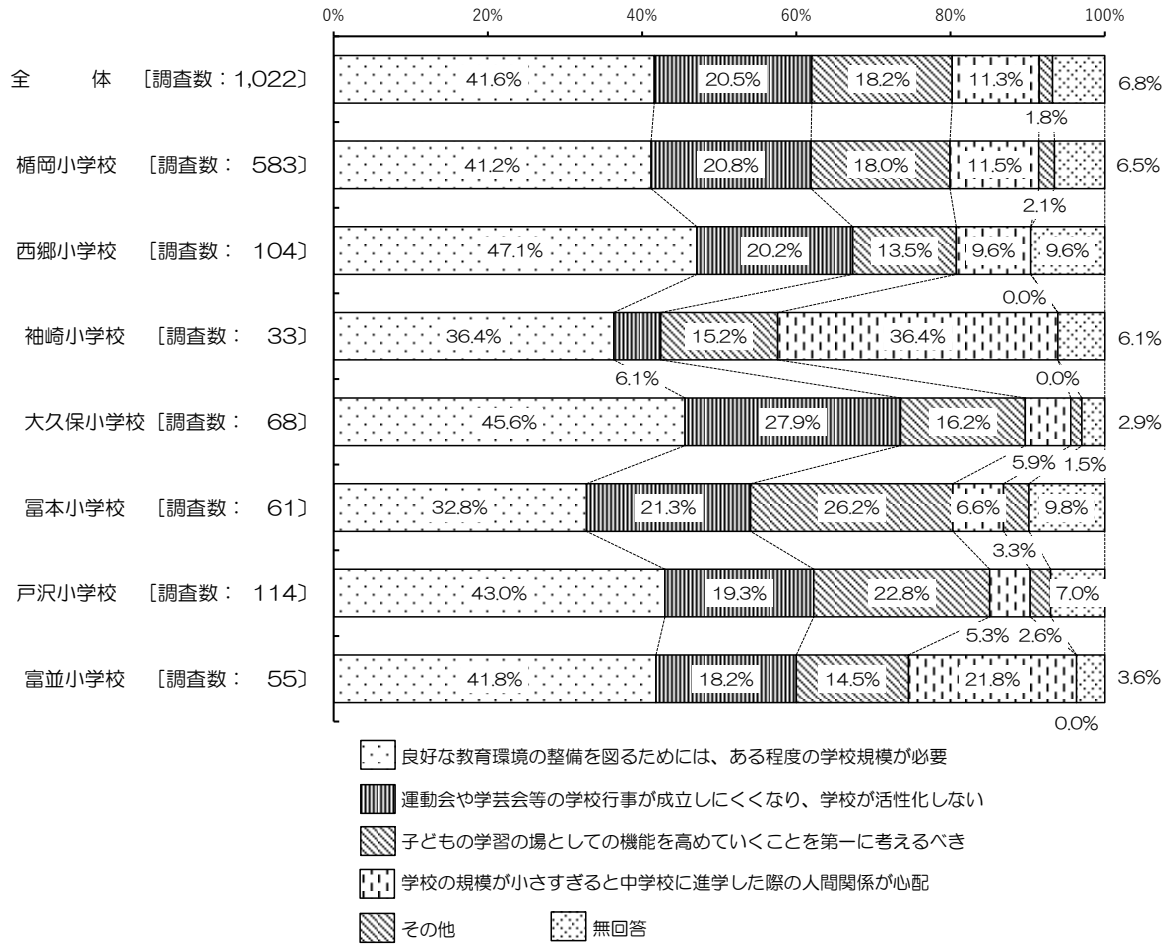 0% 20% 40% 60% 80% 100%
全　　体 〔調査数：1,022〕 41.6% 20.5% 18.2% 11.3% 6.8%
1.8%
楯岡小学校 〔調査数： 583〕 41.2% 20.8% 18.0% 11.5% 6.5%
2.1%
西郷小学校 〔調査数： 104〕 47.1% 20.2% 13.5% 9.6% 9.6%
0.0%
袖崎小学校 〔調査数： 33〕 36.4% 15.2% 36.4% 6.1%
6.1% 0.0%
大久保小学校〔調査数： 68〕 45.6% 27.9% 16.2% 2.9%
5.9% 1.5%
冨本小学校 〔調査数： 61〕 32.8% 21.3% 26.2% 6.6% 9.8%
3.3%
戸沢小学校 〔調査数： 114〕 43.0% 19.3% 22.8% 7.0%
5.3% 2.6%
富並小学校 〔調査数： 55〕 41.8% 18.2% 14.5% 21.8% 3.6%
0.0%
良好な教育環境の整備を図るためには、ある程度の学校規模が必要
運動会や学芸会等の学校行事が成立しにくくなり、学校が活性化しない
子どもの学習の場としての機能を高めていくことを第一に考えるべき
学校の規模が小さすぎると中学校に進学した際の人間関係が心配
その他 無回答